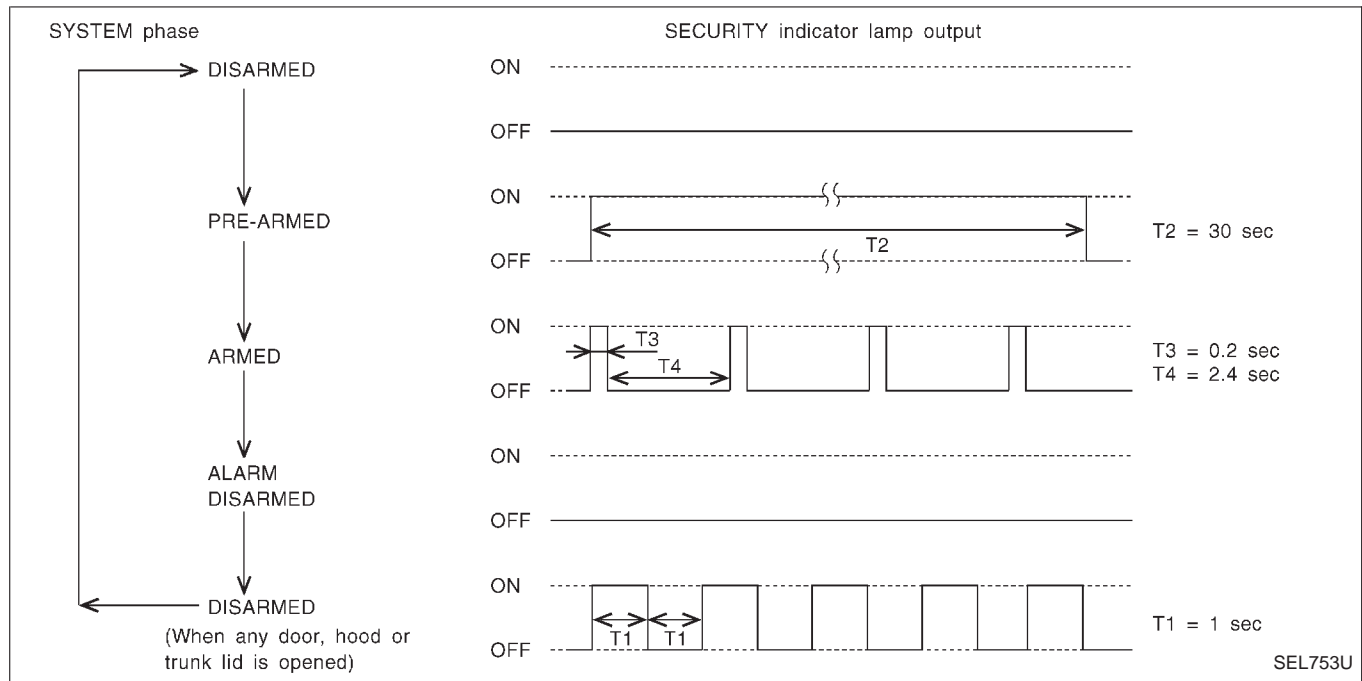 SYSTEM phase
SECURITY indicator lamp output
DISARMED
ON
OFF
PRE-ARMED
ON
T2
OFF
T2 = 30 sec
ARMED
ON
T3
T4
OFF
T3 = 0.2 sec
T4 = 2.4 sec
ALARM
DISARMED
ON
OFF
DISARMED
(When any door, hood or
trunk lid is opened)
ON
T1 T1
OFF
T1 = 1 sec
SEL753U